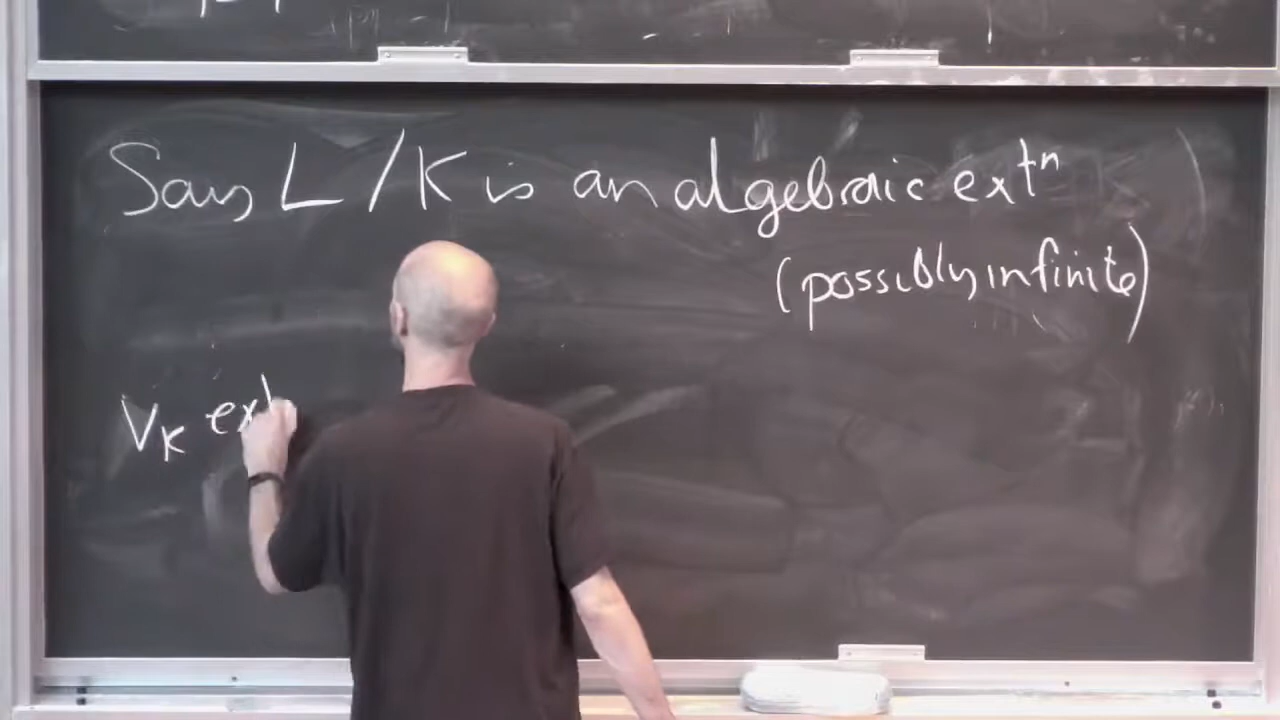 Say L/K is an algebraic extⁿ
(possibly infinite)
V_K ext